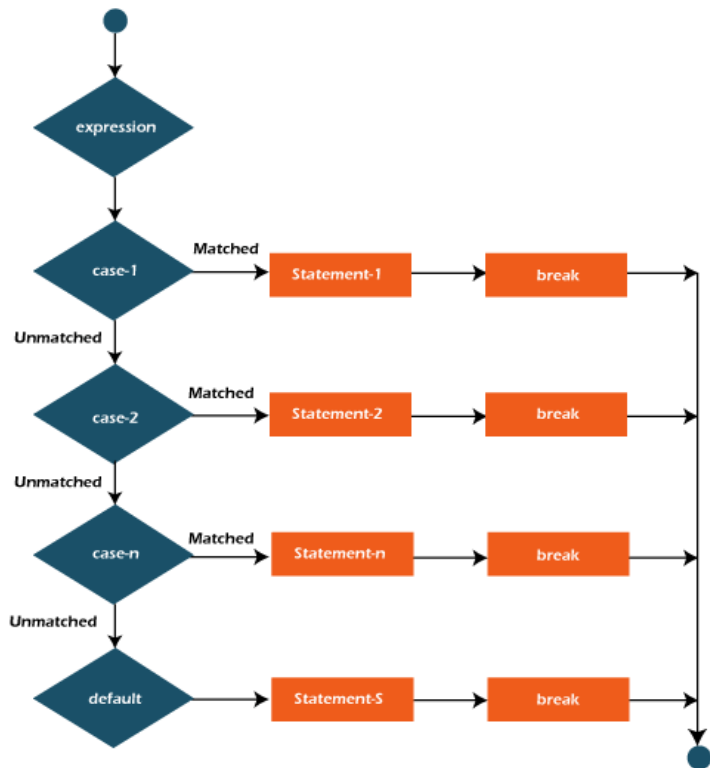 expression
Matched
case-1
Statement-1
break
Unmatched
Matched
case-2
Statement-2
break
Unmatched
Matched
case-n
Statement-n
break
Unmatched
default
Statement-S
break